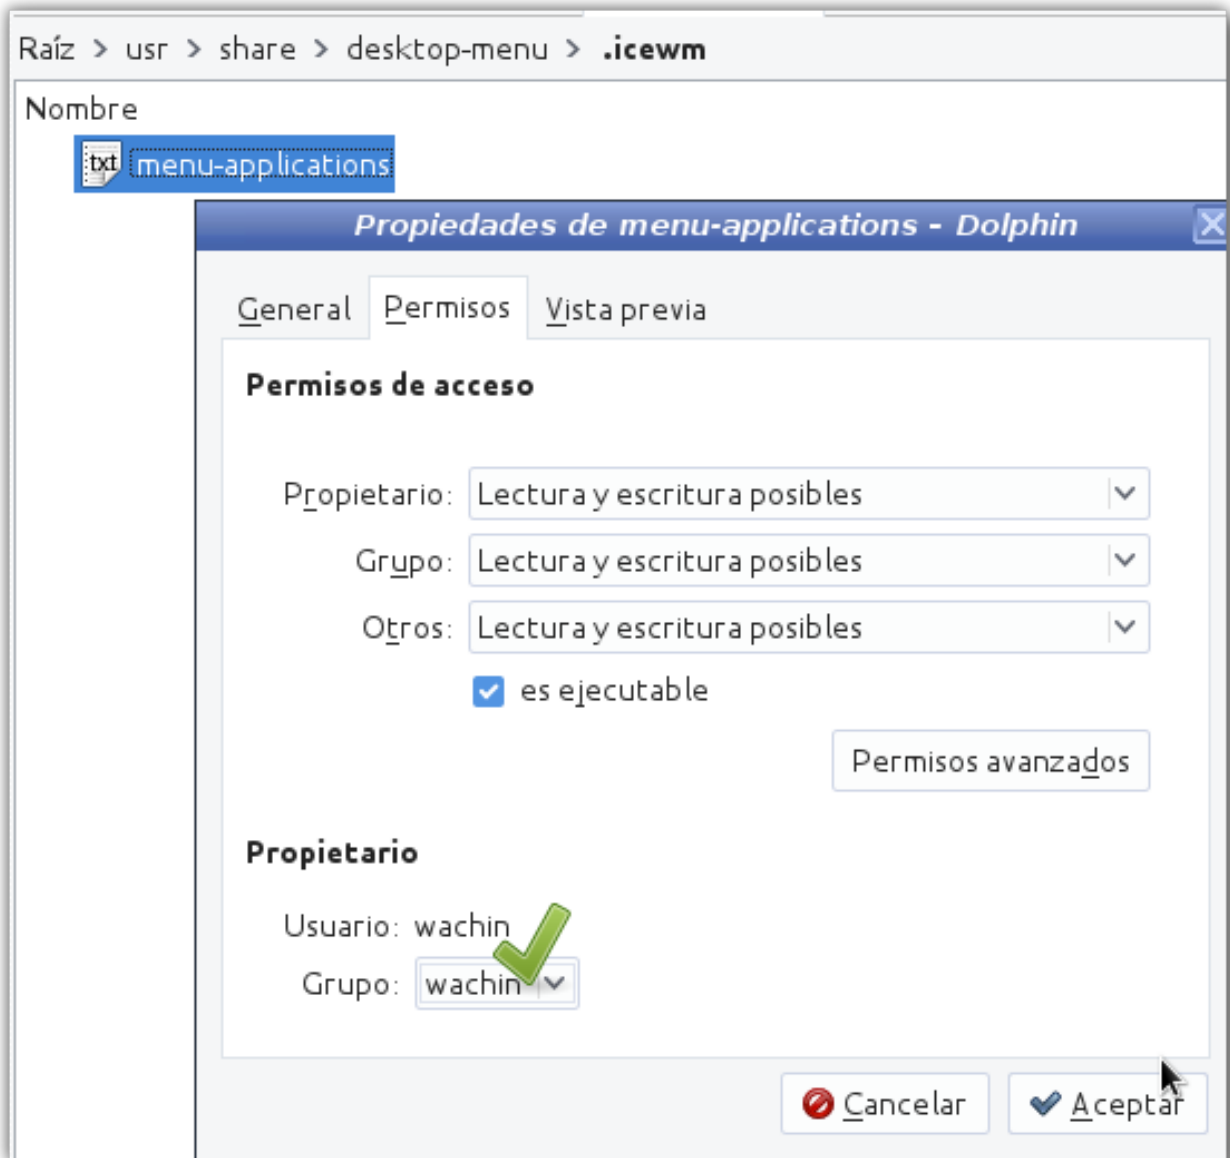 Raíz > usr > share > desktop-menu > .icewm
Nombre
txt menu-applications
Propiedades de menu-applications – Dolphin
General Permisos Vista previa
Permisos de acceso
Propietario: Lectura y escritura posibles
Grupo: Lectura y escritura posibles
Otros: Lectura y escritura posibles
es ejecutable
Permisos avanzados
Propietario
Usuario: wachin
Grupo: wachin
Cancelar Aceptar